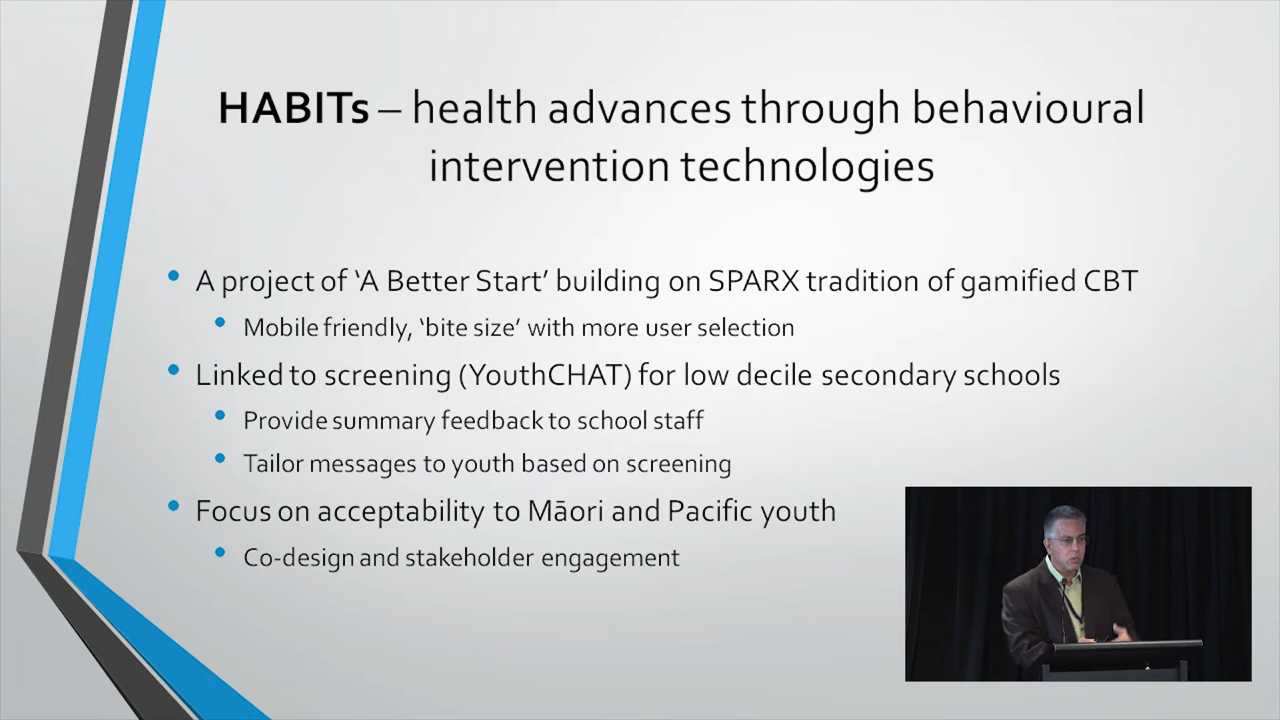 HABITs – health advances through behavioural
intervention technologies
• A project of ‘A Better Start’ building on SPARX tradition of gamified CBT
• Mobile friendly, ‘bite size’ with more user selection
• Linked to screening (YouthCHAT) for low decile secondary schools
• Provide summary feedback to school staff
• Tailor messages to youth based on screening
• Focus on acceptability to Māori and Pacific youth
• Co-design and stakeholder engagement